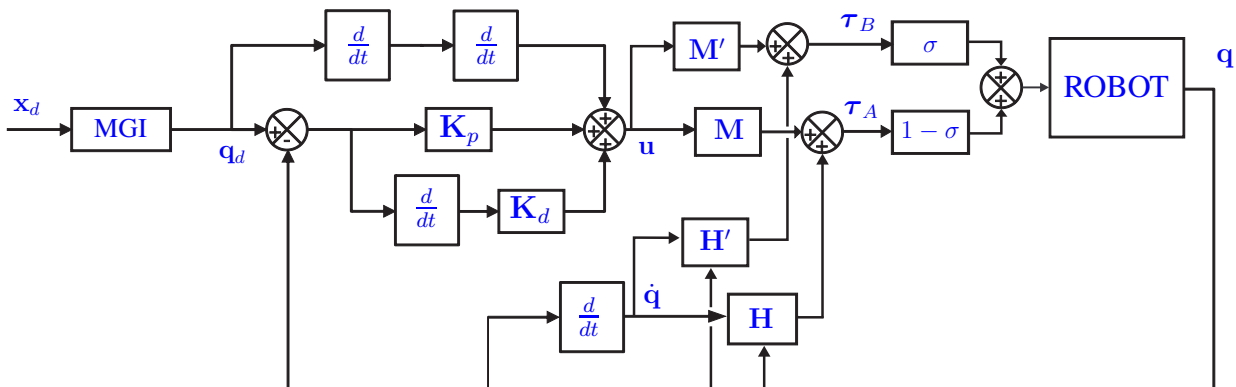 d/dt
d/dt
M′
τ_B
σ
q
x_d
MGI
q_d
+
-
K_p
+
+
+
u
M
+
+
+
+
τ_A
1 − σ
+
+
ROBOT
d/dt
K_d
H′
d/dt
q̇
H